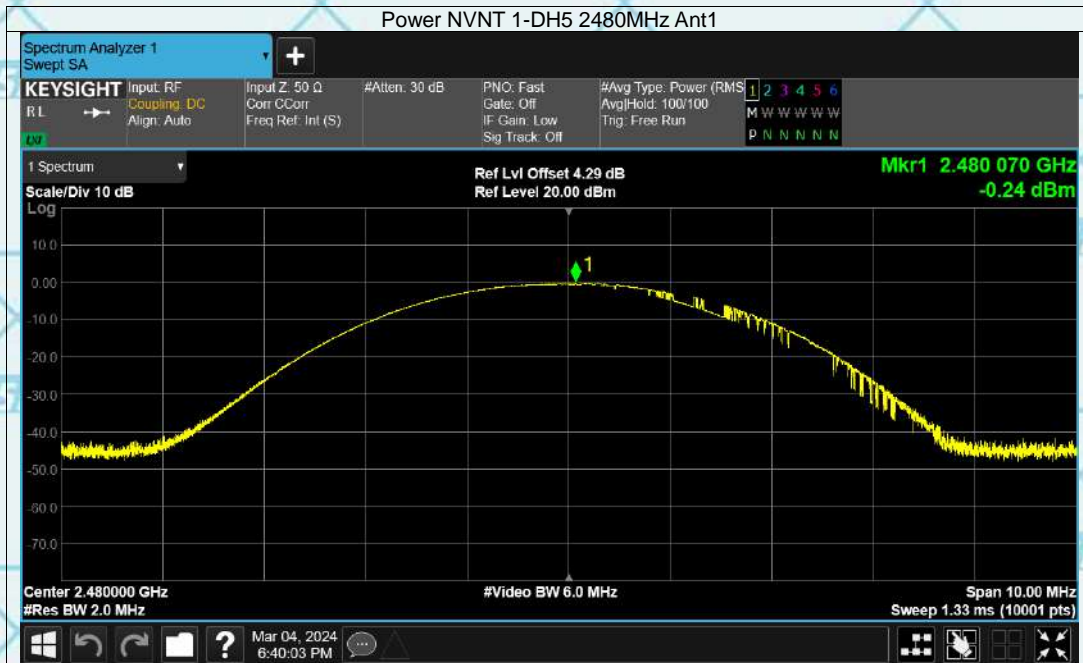 Power NVNT 1-DH5 2480MHz Ant1
Spectrum Analyzer 1
Swept SA
+
KEYSIGHT
RL
LXI
Input: RF
Coupling: DC
Align: Auto
Input Z: 50 Ω
Corr CCorr
Freq Ref: Int (S)
#Atten: 30 dB
PNO: Fast
Gate: Off
IF Gain: Low
Sig Track: Off
#Avg Type: Power (RMS
Avg|Hold: 100/100
Trig: Free Run
1 2 3 4 5 6
M W W W W W
P N N N N N
1 Spectrum
Scale/Div 10 dB
Log
Ref Lvl Offset 4.29 dB
Ref Level 20.00 dBm
Mkr1 2.480 070 GHz
-0.24 dBm
10.0
0.00
-10.0
-20.0
-30.0
-40.0
-50.0
-60.0
-70.0
1
Center 2.480000 GHz
#Res BW 2.0 MHz
#Video BW 6.0 MHz
Span 10.00 MHz
Sweep 1.33 ms (10001 pts)
?
Mar 04, 2024
6:40:03 PM